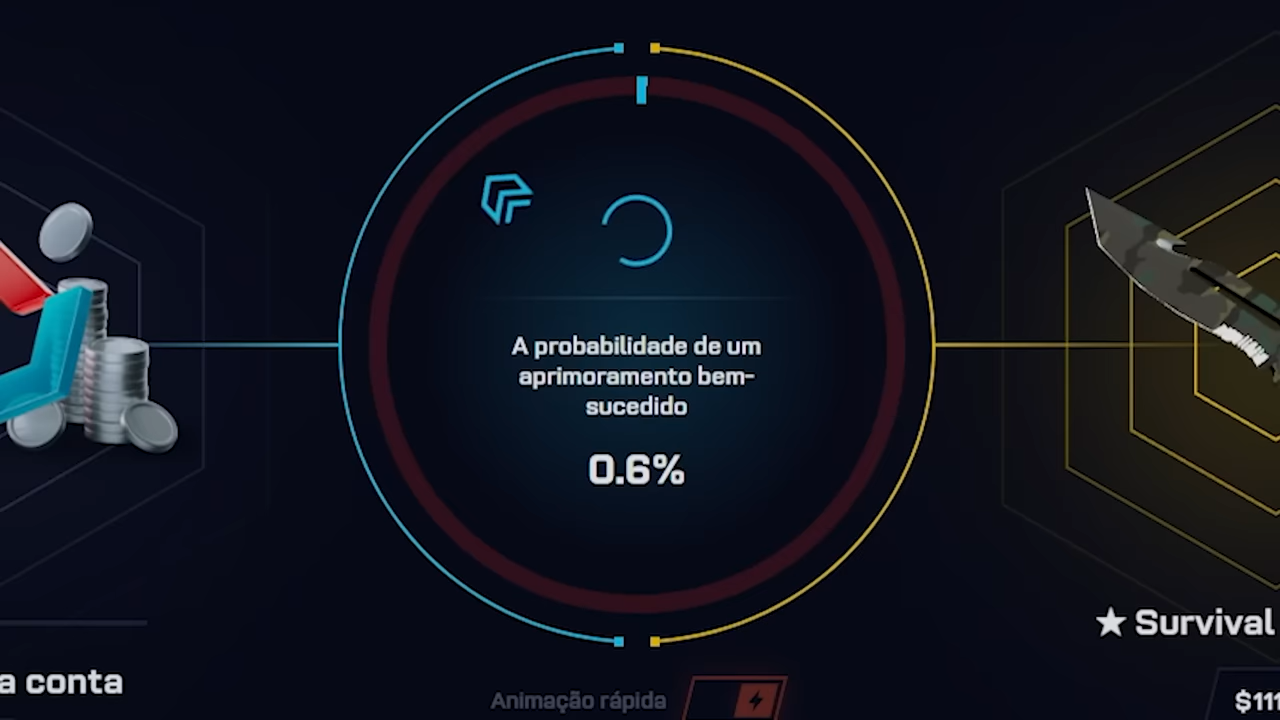 A probabilidade de um
aprimoramento bem-
sucedido
0.6%
★ Survival
a conta
Animação rápida
$111